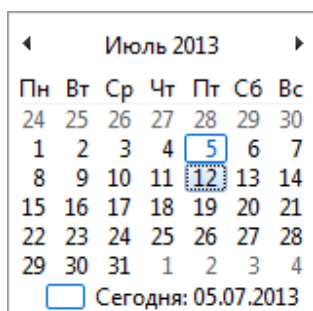 Июль 2013
Пн Вт Ср Чт Пт Сб Вс
24 25 26 27 28 29 30
1 2 3 4 5 6 7
8 9 10 11 12 13 14
15 16 17 18 19 20 21
22 23 24 25 26 27 28
29 30 31 1 2 3 4
Сегодня: 05.07.2013